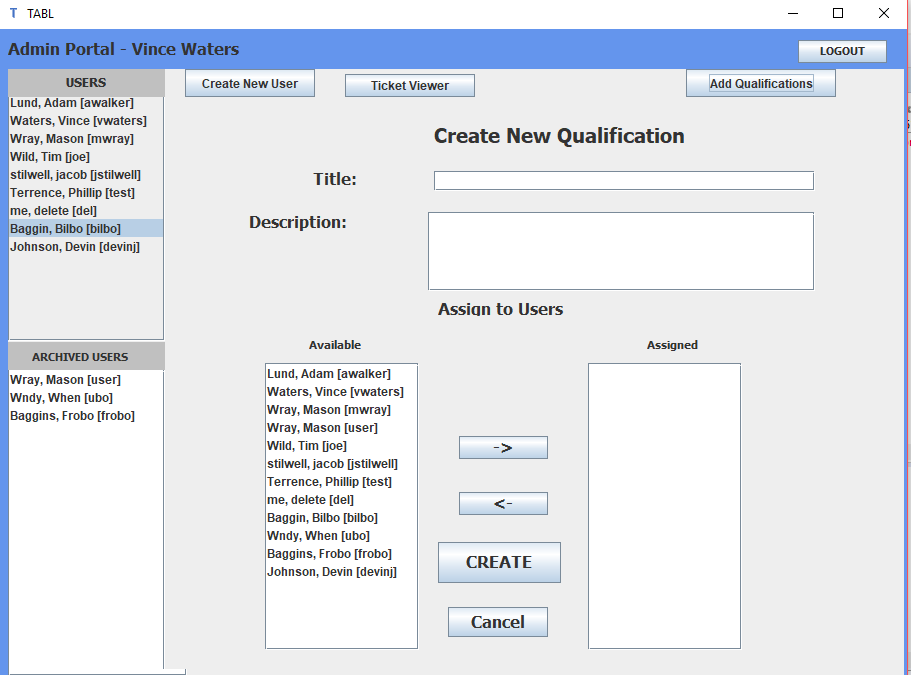 T TABL
Admin Portal - Vince Waters
LOGOUT
USERS
Lund, Adam [awalker]
Waters, Vince [vwaters]
Wray, Mason [mwray]
Wild, Tim [joe]
stilwell, jacob [jstilwell]
Terrence, Phillip [test]
me, delete [del]
Baggin, Bilbo [bilbo]
Johnson, Devin [devinj]
ARCHIVED USERS
Wray, Mason [user]
Wndy, When [ubo]
Baggins, Frobo [frobo]
Create New User
Ticket Viewer
Add Qualifications
Create New Qualification
Title:
Description:
Assign to Users
Available
Lund, Adam [awalker]
Waters, Vince [vwaters]
Wray, Mason [mwray]
Wray, Mason [user]
Wild, Tim [joe]
stilwell, jacob [jstilwell]
Terrence, Phillip [test]
me, delete [del]
Baggin, Bilbo [bilbo]
Wndy, When [ubo]
Baggins, Frobo [frobo]
Johnson, Devin [devinj]
->
<-
CREATE
Cancel
Assigned